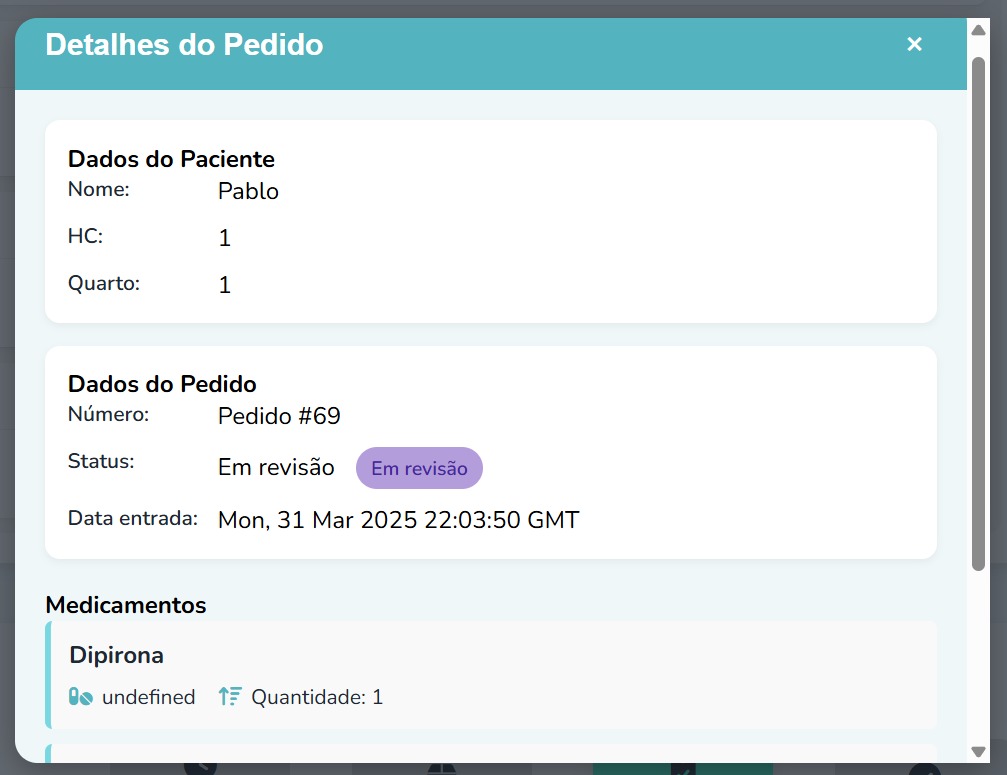 Detalhes do Pedido ×
Dados do Paciente
Nome: Pablo
HC: 1
Quarto: 1
Dados do Pedido
Número: Pedido #69
Status: Em revisão Em revisão
Data entrada: Mon, 31 Mar 2025 22:03:50 GMT
Medicamentos
Dipirona
undefined Quantidade: 1